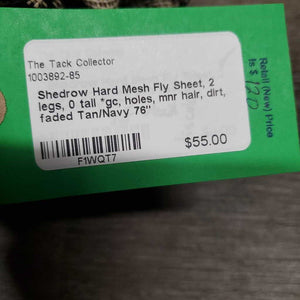 The Tack Collector
1003892-85
Shedrow Hard Mesh Fly Sheet, 2
legs, 0 tail *gc, holes, mnr hair, dirt,
faded Tan/Navy 76"
$55.00
F1WQT7
Retail (New) Price
is $120